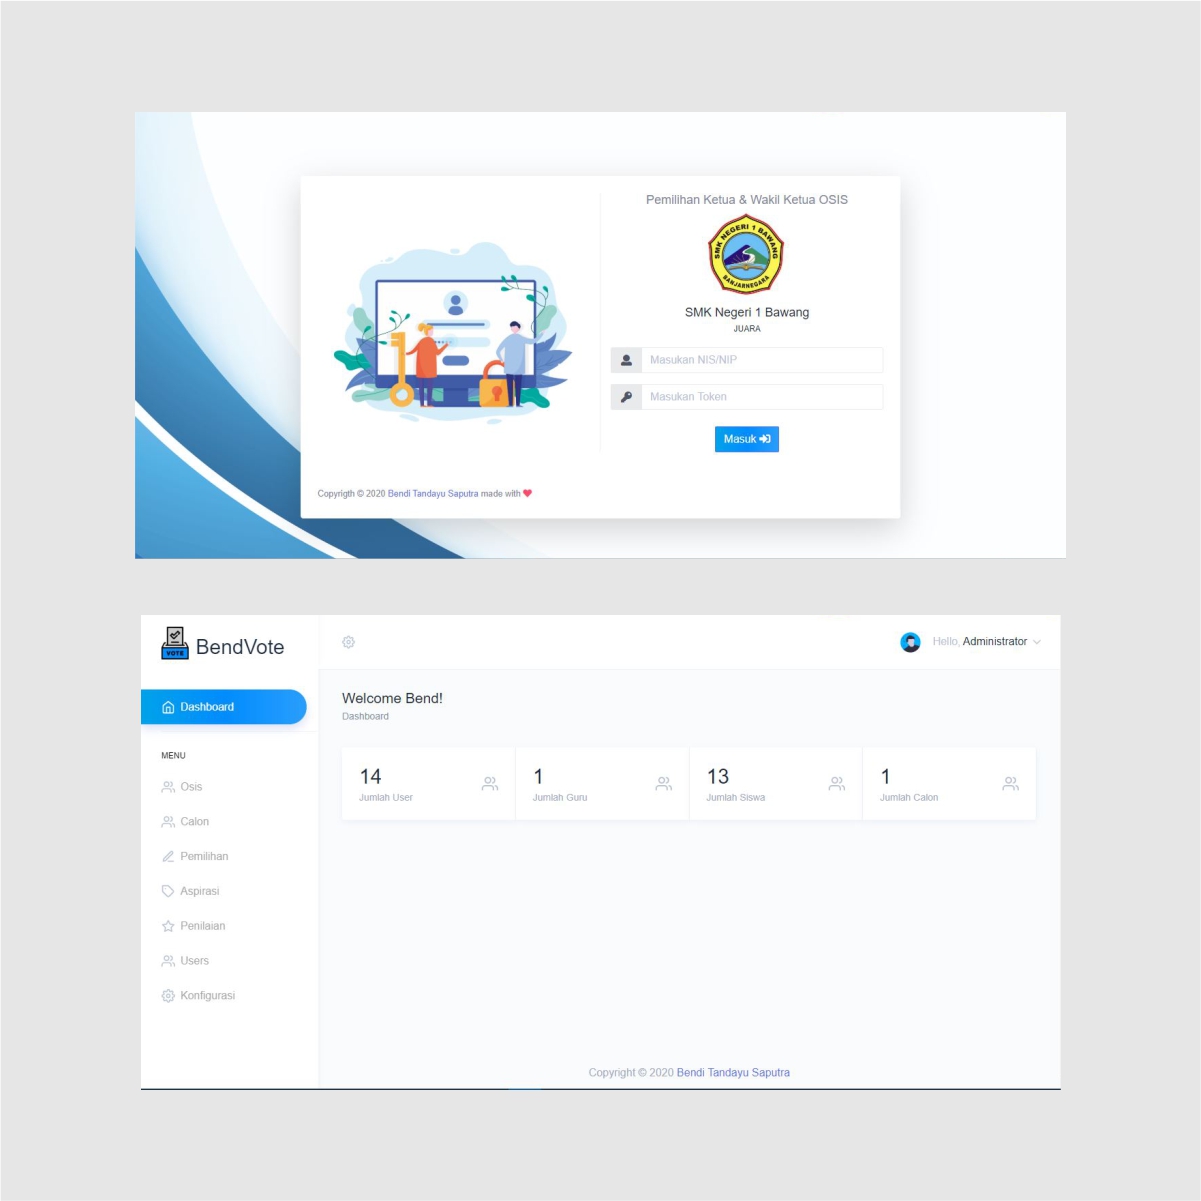 Pemilihan Ketua & Wakil Ketua OSIS
SMK NEGERI 1 BAWANG
BANJARNEGARA
SMK Negeri 1 Bawang
JUARA
Masukan NIS/NIP
Masukan Token
Masuk
Copyrigth © 2020 Bendi Tandayu Saputra made with
VOTE
BendVote
Hello, Administrator
Dashboard
Welcome Bend!
Dashboard
MENU
14
Jumlah User
1
Jumlah Guru
13
Jumlah Siswa
1
Jumlah Calon
Osis
Calon
Pemilihan
Aspirasi
Penilaian
Users
Konfigurasi
Copyright © 2020 Bendi Tandayu Saputra